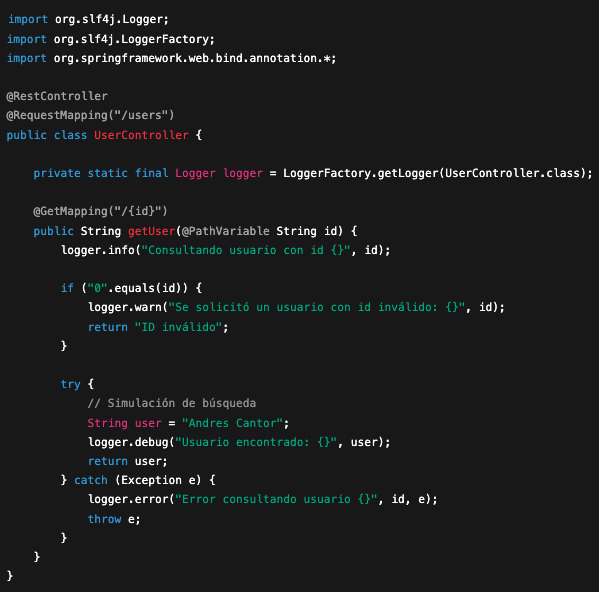 import org.slf4j.Logger;
import org.slf4j.LoggerFactory;
import org.springframework.web.bind.annotation.*;

@RestController
@RequestMapping("/users")
public class UserController {

    private static final Logger logger = LoggerFactory.getLogger(UserController.class);

    @GetMapping("/{id}")
    public String getUser(@PathVariable String id) {
        logger.info("Consultando usuario con id {}", id);

        if ("0".equals(id)) {
            logger.warn("Se solicitó un usuario con id inválido: {}", id);
            return "ID inválido";
        }

        try {
            // Simulación de búsqueda
            String user = "Andres Cantor";
            logger.debug("Usuario encontrado: {}", user);
            return user;
        } catch (Exception e) {
            logger.error("Error consultando usuario {}", id, e);
            throw e;
        }
    }
}